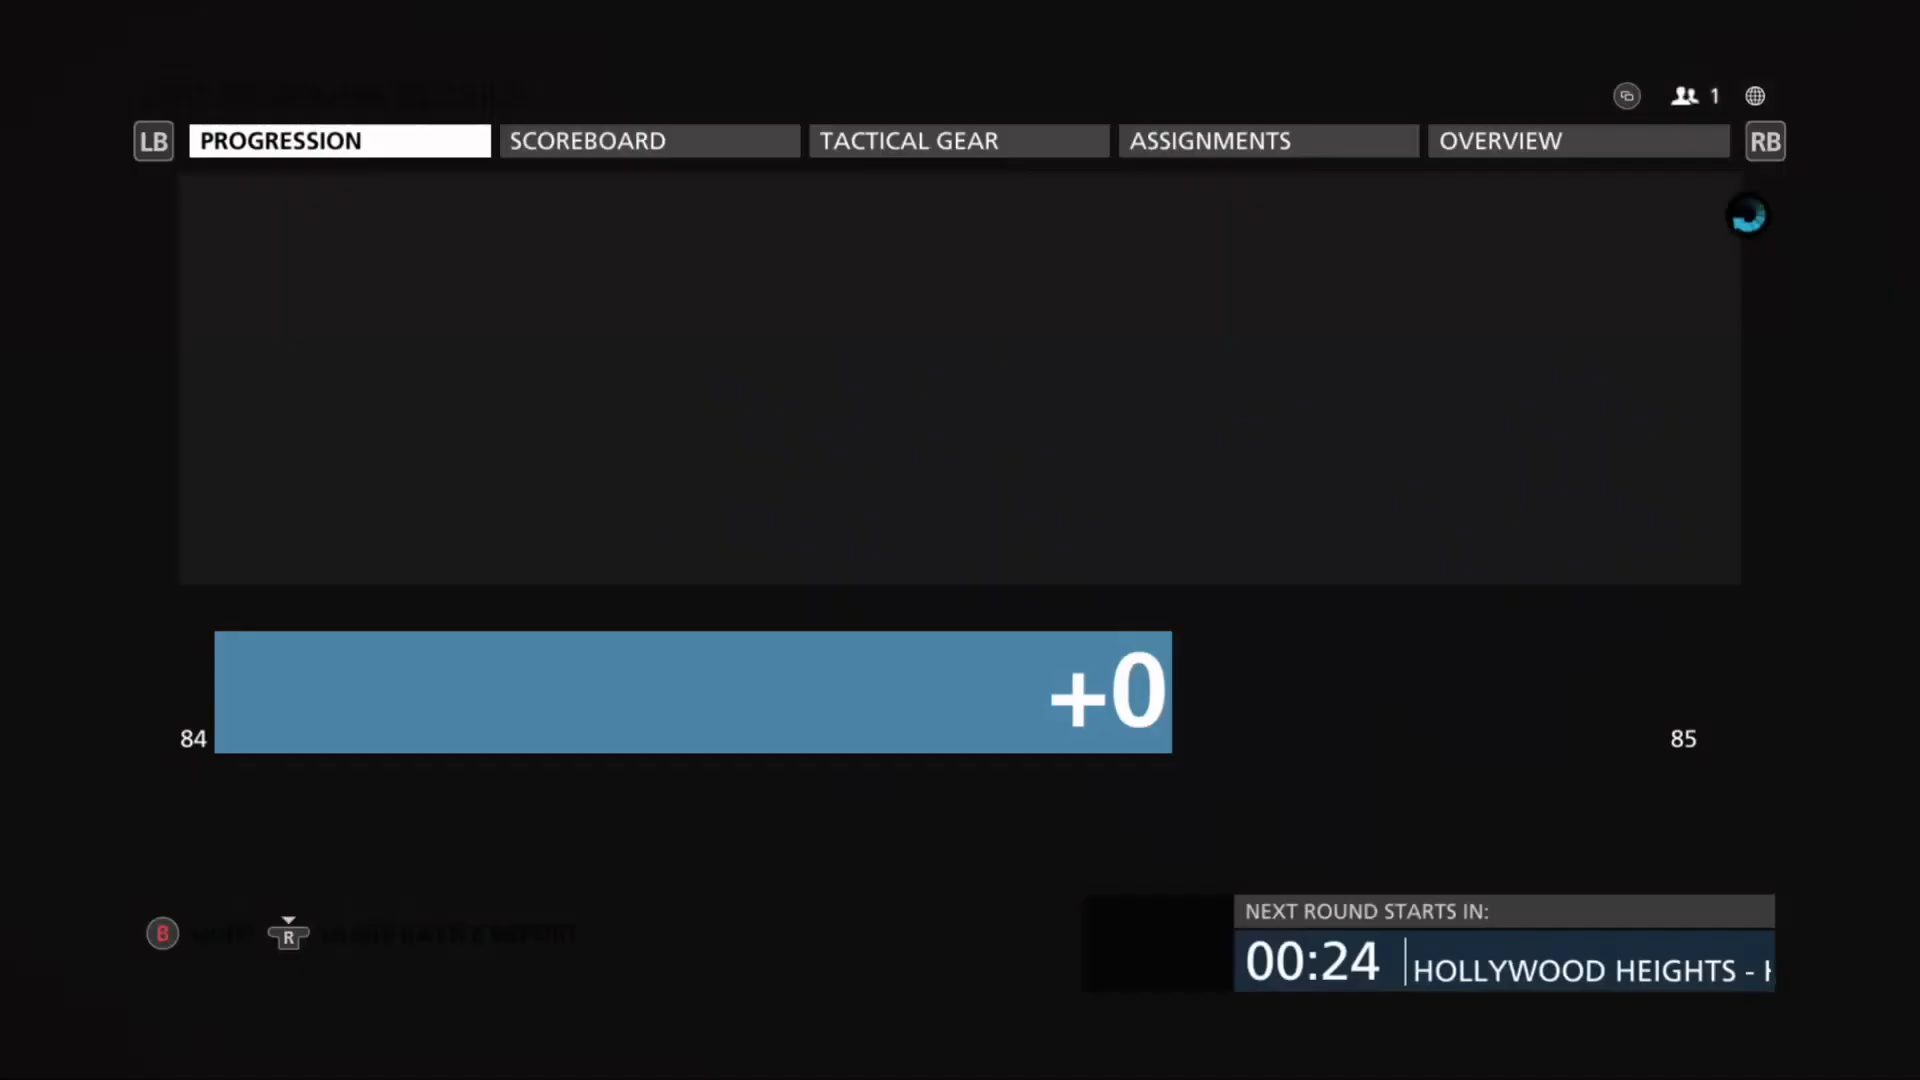 1
LB PROGRESSION SCOREBOARD TACTICAL GEAR ASSIGNMENTS OVERVIEW RB
+0
84 85
NEXT ROUND STARTS IN:
B R
00:24 HOLLYWOOD HEIGHTS -